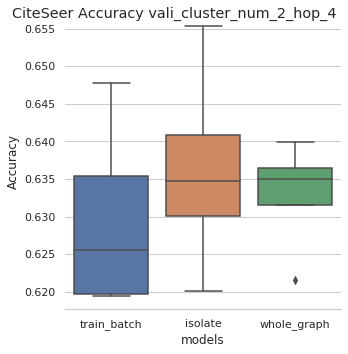 CiteSeer Accuracy vali_cluster_num_2_hop_4
0.655
0.650
0.645
0.640
0.635
0.630
0.625
0.620
Accuracy
train_batch
isolate
whole_graph
models